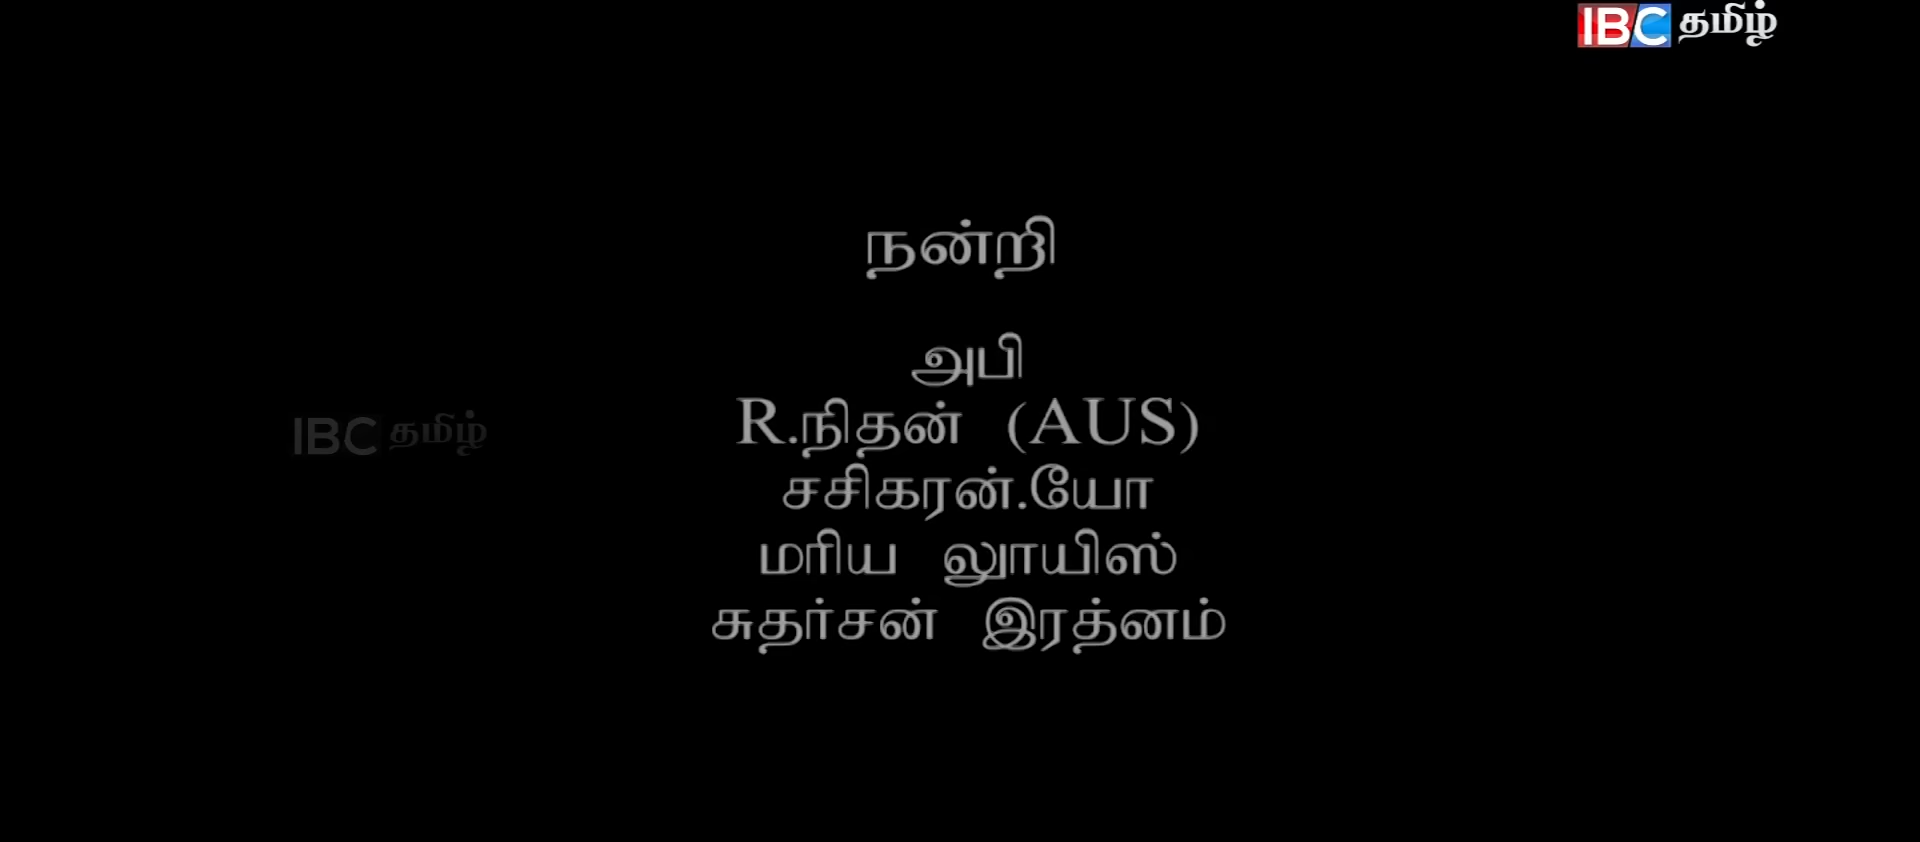 IBC தமிழ்
நன்றி
அபி
R.நிதன் (AUS)
IBC தமிழ்
சசிகரன்.யோ
மரிய லூயிஸ்
சுதர்சன் இரத்னம்